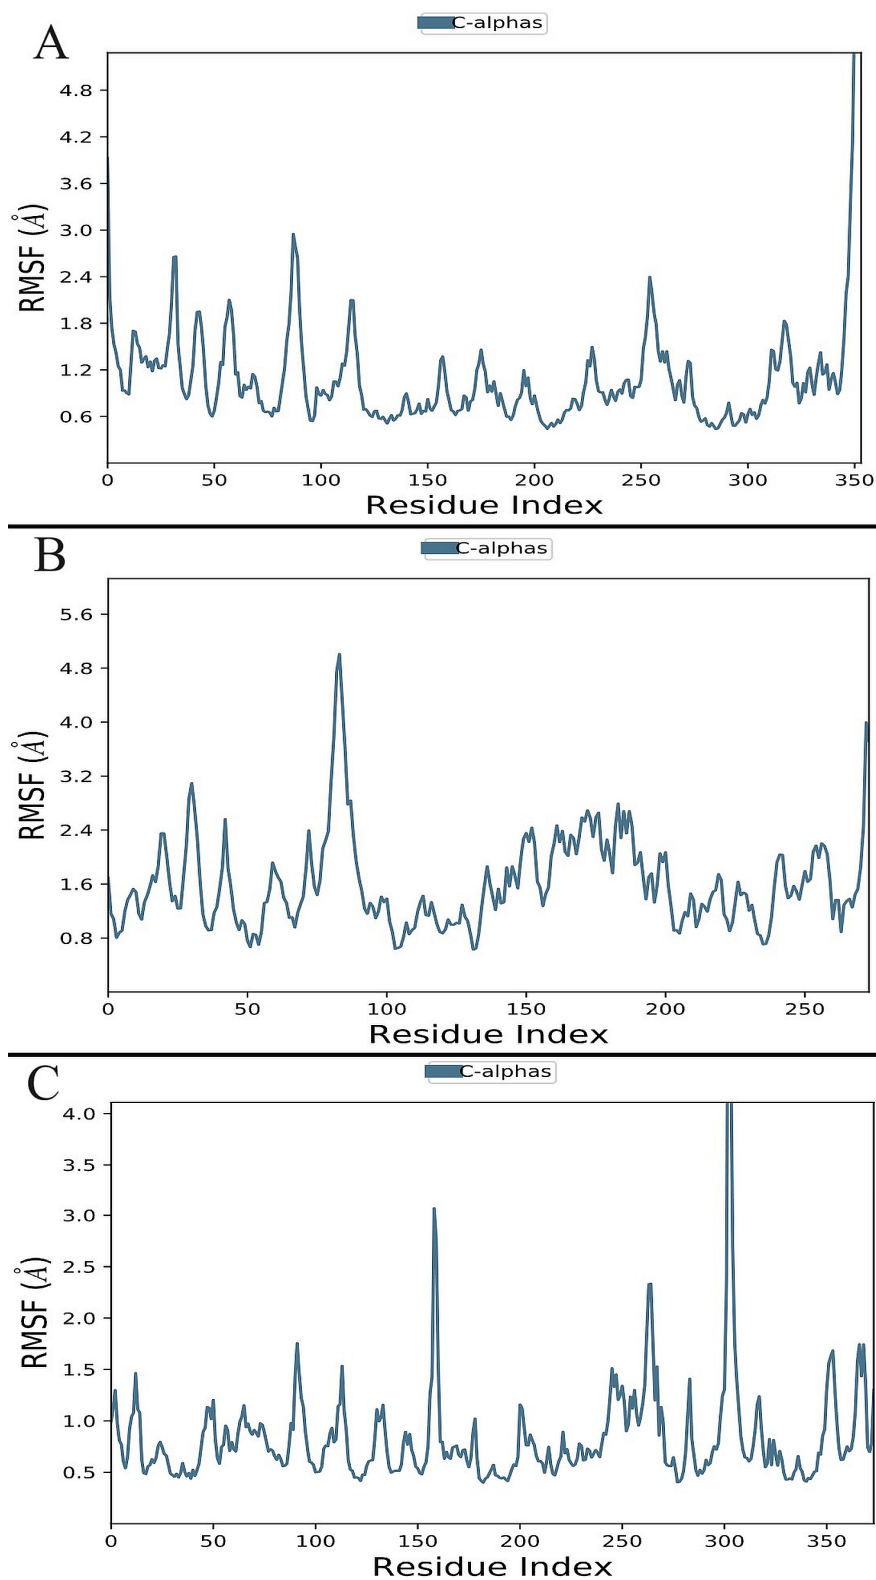 A
C-alphas
4.8
4.2
3.6
3.0
2.4
1.8
1.2
0.6
RMSF (Å)
0 50 100 150 200 250 300 350
Residue Index
B
C-alphas
5.6
4.8
4.0
3.2
2.4
1.6
0.8
RMSF (Å)
0 50 100 150 200 250
Residue Index
C
C-alphas
4.0
3.5
3.0
2.5
2.0
1.5
1.0
0.5
RMSF (Å)
0 50 100 150 200 250 300 350
Residue Index